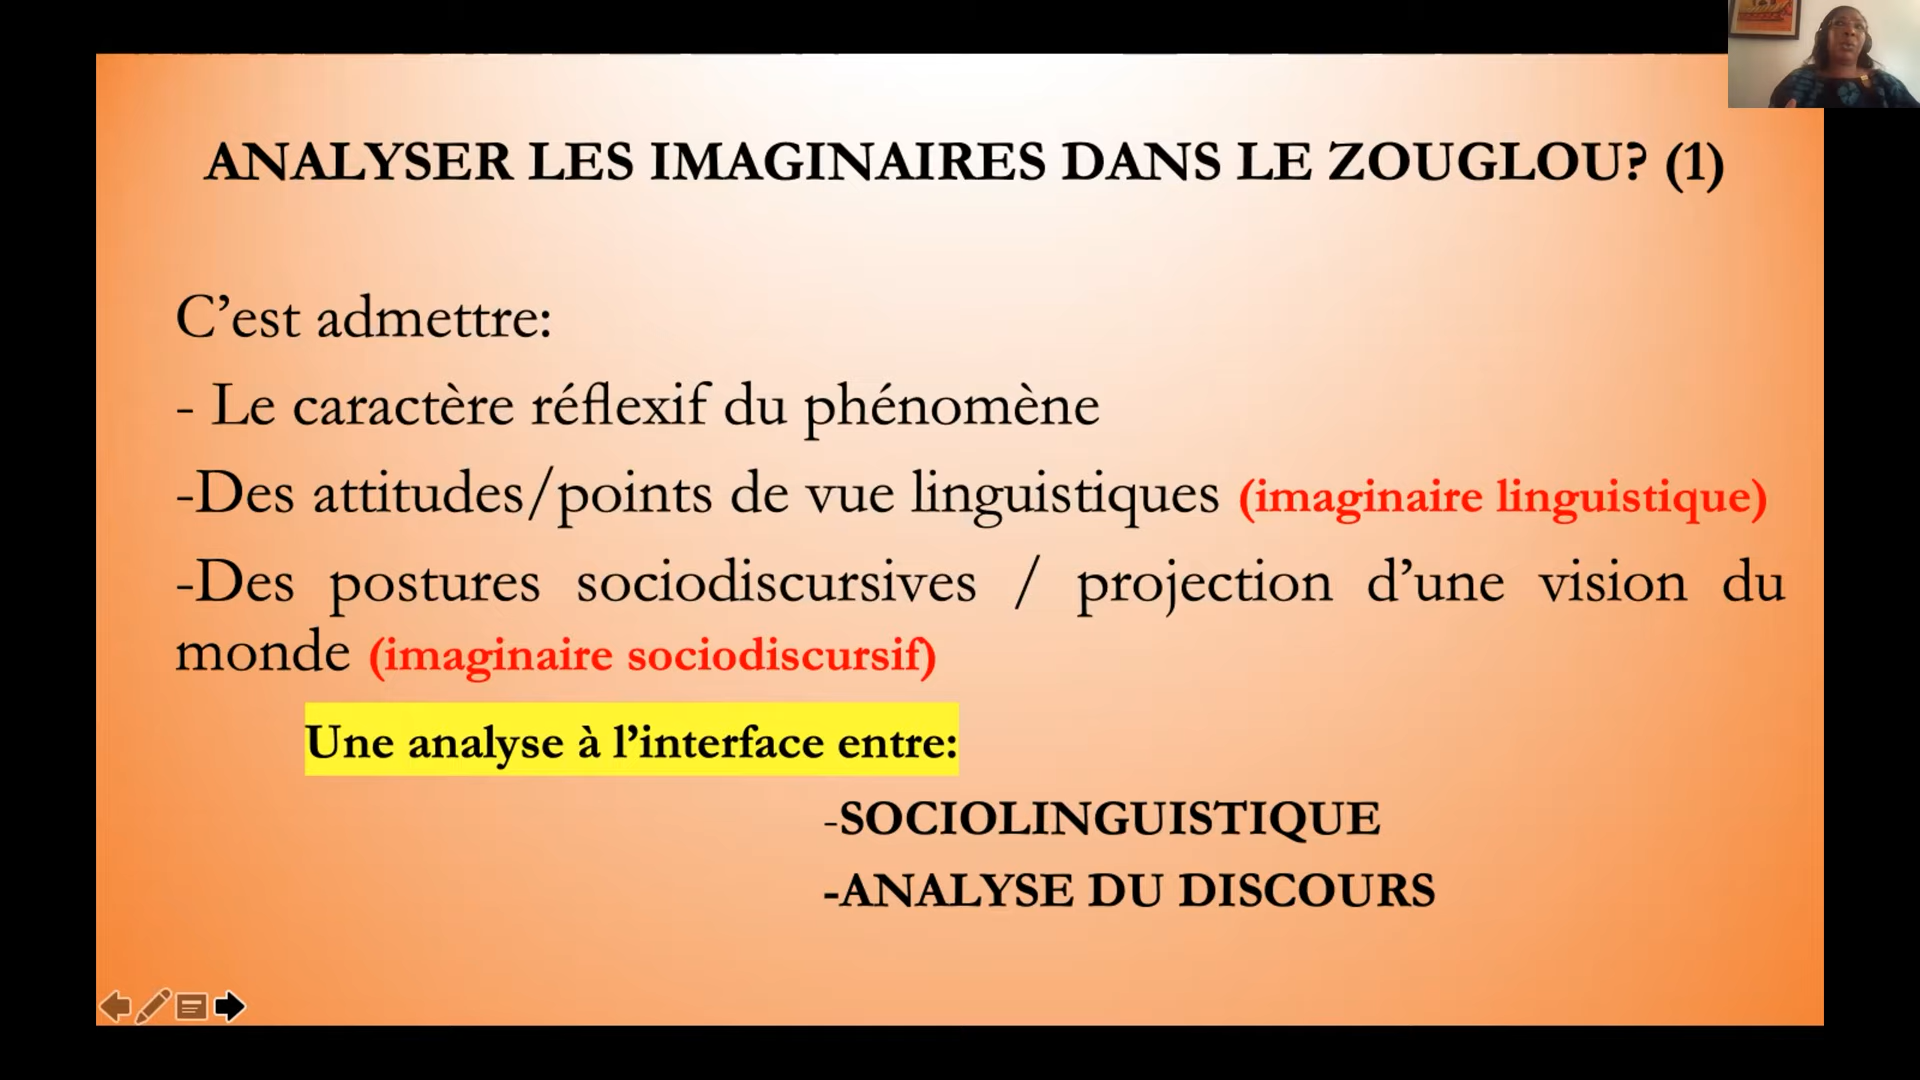 ANALYSER LES IMAGINAIRES DANS LE ZOUGLOU? (1)
C’est admettre:
- Le caractère réflexif du phénomène
-Des attitudes/points de vue linguistiques (imaginaire linguistique)
-Des postures sociodiscursives / projection d’une vision du
monde (imaginaire sociodiscursif)
Une analyse à l’interface entre:
-SOCIOLINGUISTIQUE
-ANALYSE DU DISCOURS